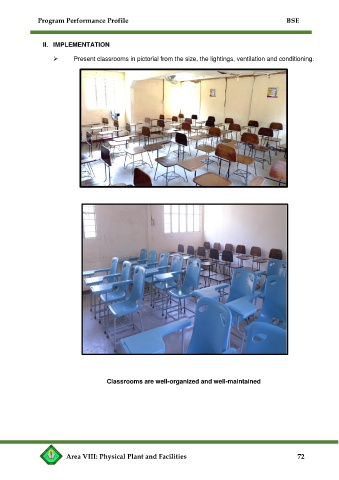 Program Performance Profile BSE
II. IMPLEMENTATION
➢ Present classrooms in pictorial from the size, the lightings, ventilation and conditioning.
Classrooms are well-organized and well-maintained
Area VIII: Physical Plant and Facilities 72